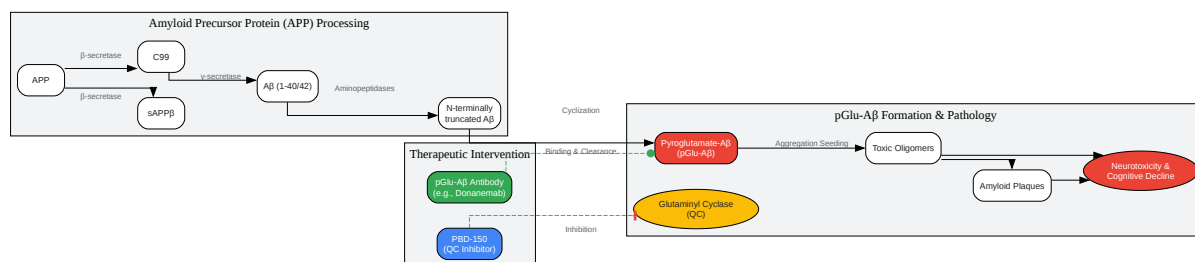 Amyloid Precursor Protein (APP) Processing
β-secretase
C99
APP
γ-secretase
Aβ (1-40/42)
Aminopeptidases
β-secretase
sAPPβ
N-terminally
truncated Aβ
Cyclization
pGlu-Aβ Formation & Pathology
Pyroglutamate-Aβ
(pGlu-Aβ)
Aggregation Seeding
Toxic Oligomers
Neurotoxicity &
Cognitive Decline
Amyloid Plaques
Therapeutic Intervention
Binding & Clearance
pGlu-Aβ Antibody
(e.g., Donanemab)
Glutaminyl Cyclase
(QC)
PBD-150
(QC Inhibitor)
Inhibition